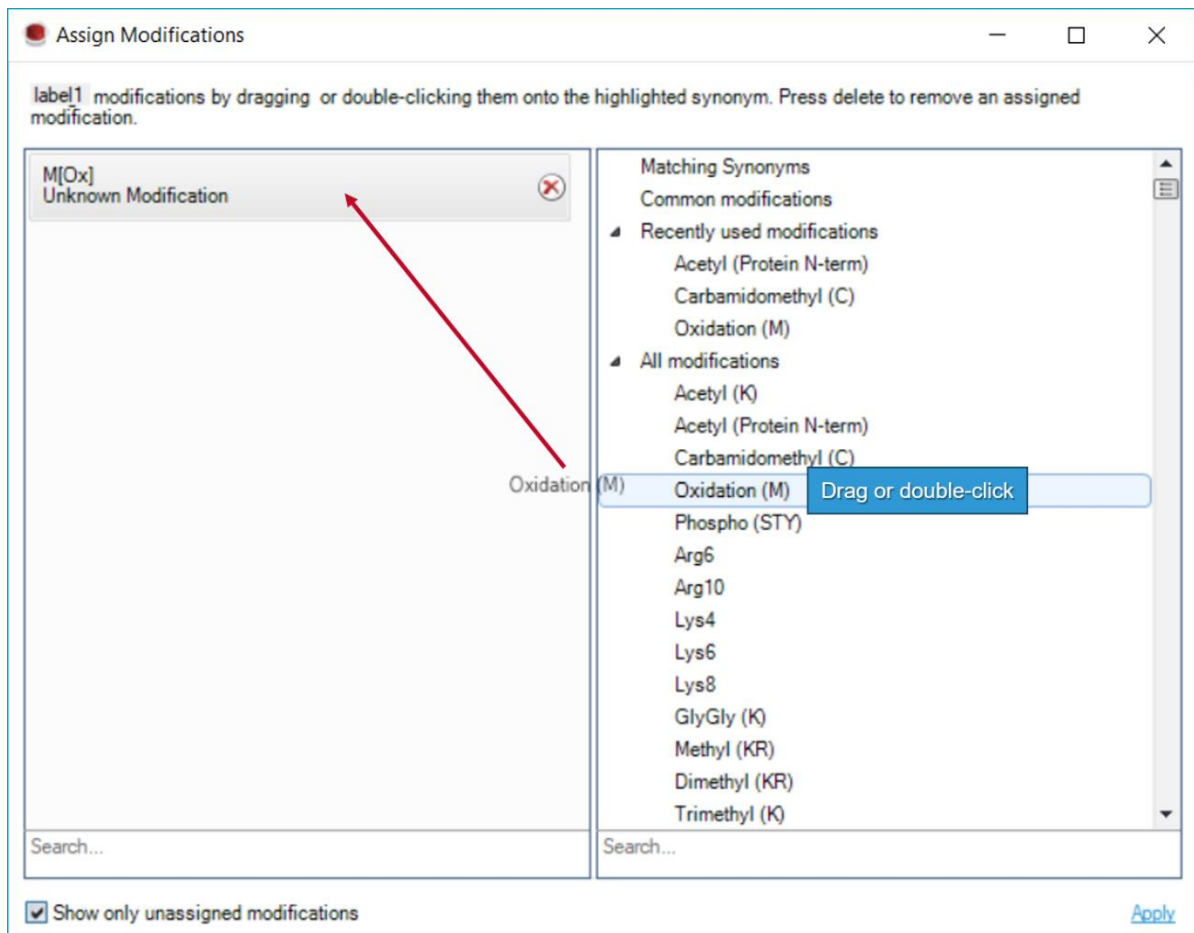 Assign Modifications
label1 modifications by dragging or double-clicking them onto the highlighted synonym. Press delete to remove an assigned
modification.
M[Ox]
Unknown Modification
Matching Synonyms
Common modifications
Recently used modifications
Acetyl (Protein N-term)
Carbamidomethyl (C)
Oxidation (M)
All modifications
Acetyl (K)
Acetyl (Protein N-term)
Carbamidomethyl (C)
Oxidation (M)
Oxidation (M)
Drag or double-click
Phospho (STY)
Arg6
Arg10
Lys4
Lys6
Lys8
GlyGly (K)
Methyl (KR)
Dimethyl (KR)
Trimethyl (K)
Search...
Search...
Show only unassigned modifications
Apply